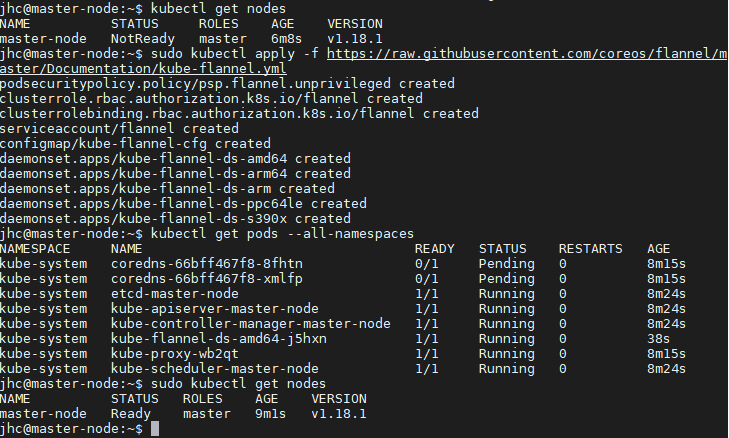 jhc@master-node:~$ kubectl get nodes
NAME          STATUS     ROLES    AGE    VERSION
master-node   NotReady   master   6m8s   v1.18.1
jhc@master-node:~$ sudo kubectl apply -f https://raw.githubusercontent.com/coreos/flannel/m
aster/Documentation/kube-flannel.yml
podsecuritypolicy.policy/psp.flannel.unprivileged created
clusterrole.rbac.authorization.k8s.io/flannel created
clusterrolebinding.rbac.authorization.k8s.io/flannel created
serviceaccount/flannel created
configmap/kube-flannel-cfg created
daemonset.apps/kube-flannel-ds-amd64 created
daemonset.apps/kube-flannel-ds-arm64 created
daemonset.apps/kube-flannel-ds-arm created
daemonset.apps/kube-flannel-ds-ppc64le created
daemonset.apps/kube-flannel-ds-s390x created
jhc@master-node:~$ kubectl get pods --all-namespaces
NAMESPACE     NAME                                  READY   STATUS    RESTARTS   AGE
kube-system   coredns-66bff467f8-8fhtn              0/1     Pending   0          8m15s
kube-system   coredns-66bff467f8-xmlfp              0/1     Pending   0          8m15s
kube-system   etcd-master-node                      1/1     Running   0          8m24s
kube-system   kube-apiserver-master-node            1/1     Running   0          8m24s
kube-system   kube-controller-manager-master-node   1/1     Running   0          8m24s
kube-system   kube-flannel-ds-amd64-j5hxn           1/1     Running   0          38s
kube-system   kube-proxy-wb2qt                      1/1     Running   0          8m15s
kube-system   kube-scheduler-master-node            1/1     Running   0          8m24s
jhc@master-node:~$ sudo kubectl get nodes
NAME          STATUS   ROLES    AGE    VERSION
master-node   Ready    master   9m1s   v1.18.1
jhc@master-node:~$